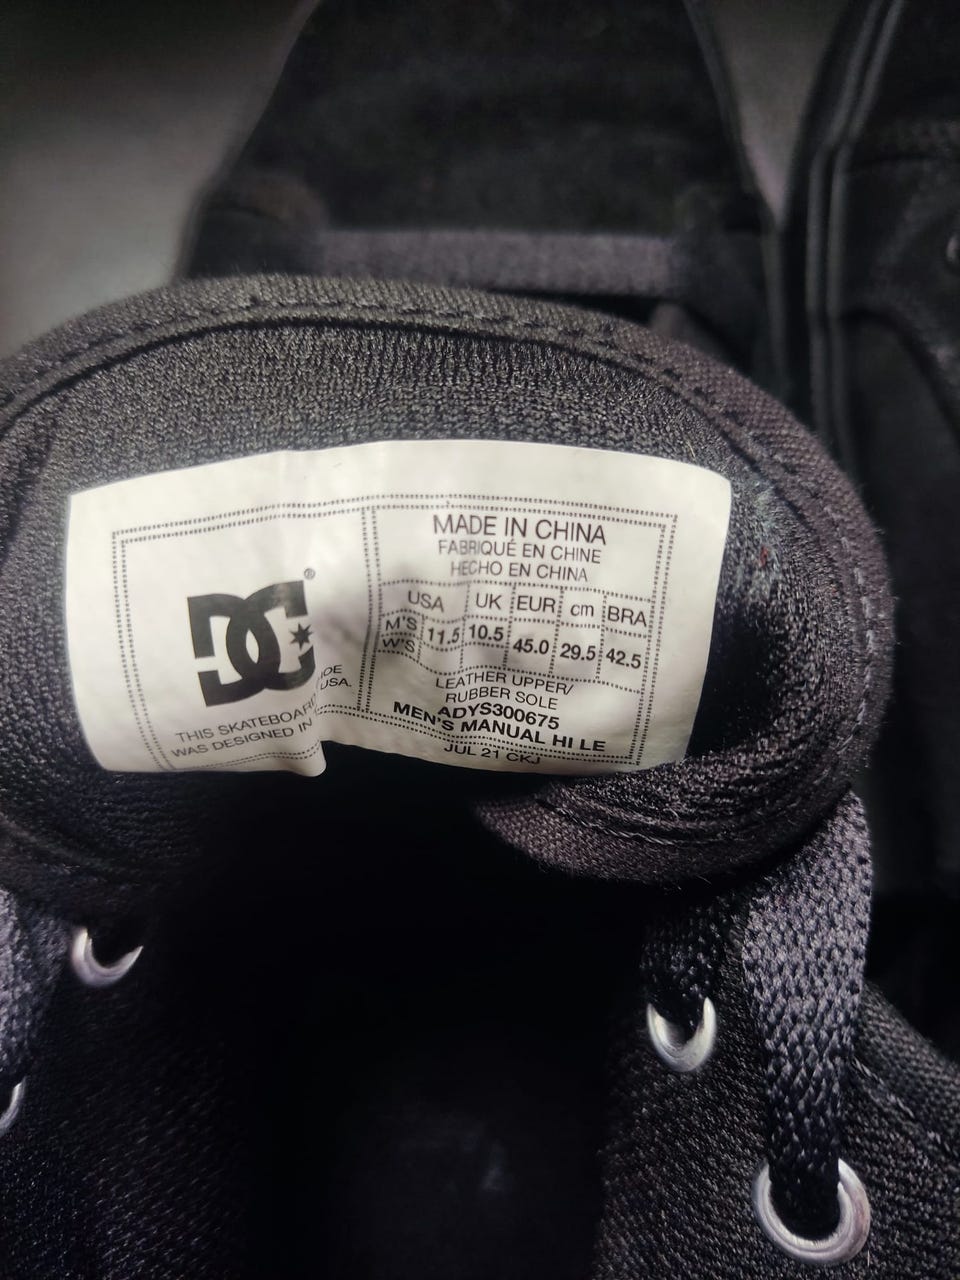 DC®
THIS SKATEBOARD OE
WAS DESIGNED IN USA.
MADE IN CHINA
FABRIQUÉ EN CHINE
HECHO EN CHINA
USA UK EUR cm BRA
M'S 11.5 10.5 45.0 29.5 42.5
W'S
LEATHER UPPER/
RUBBER SOLE
ADYS300675
MEN'S MANUAL HI LE
JUL 21 CKJ